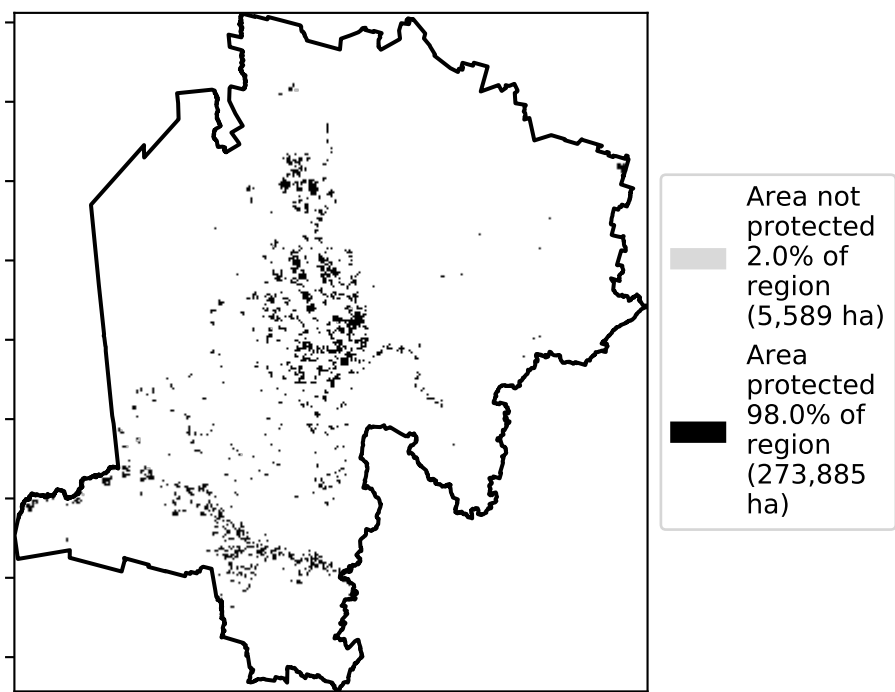 Area not
protected
2.0% of
region
(5,589 ha)
Area
protected
98.0% of
region
(273,885
ha)